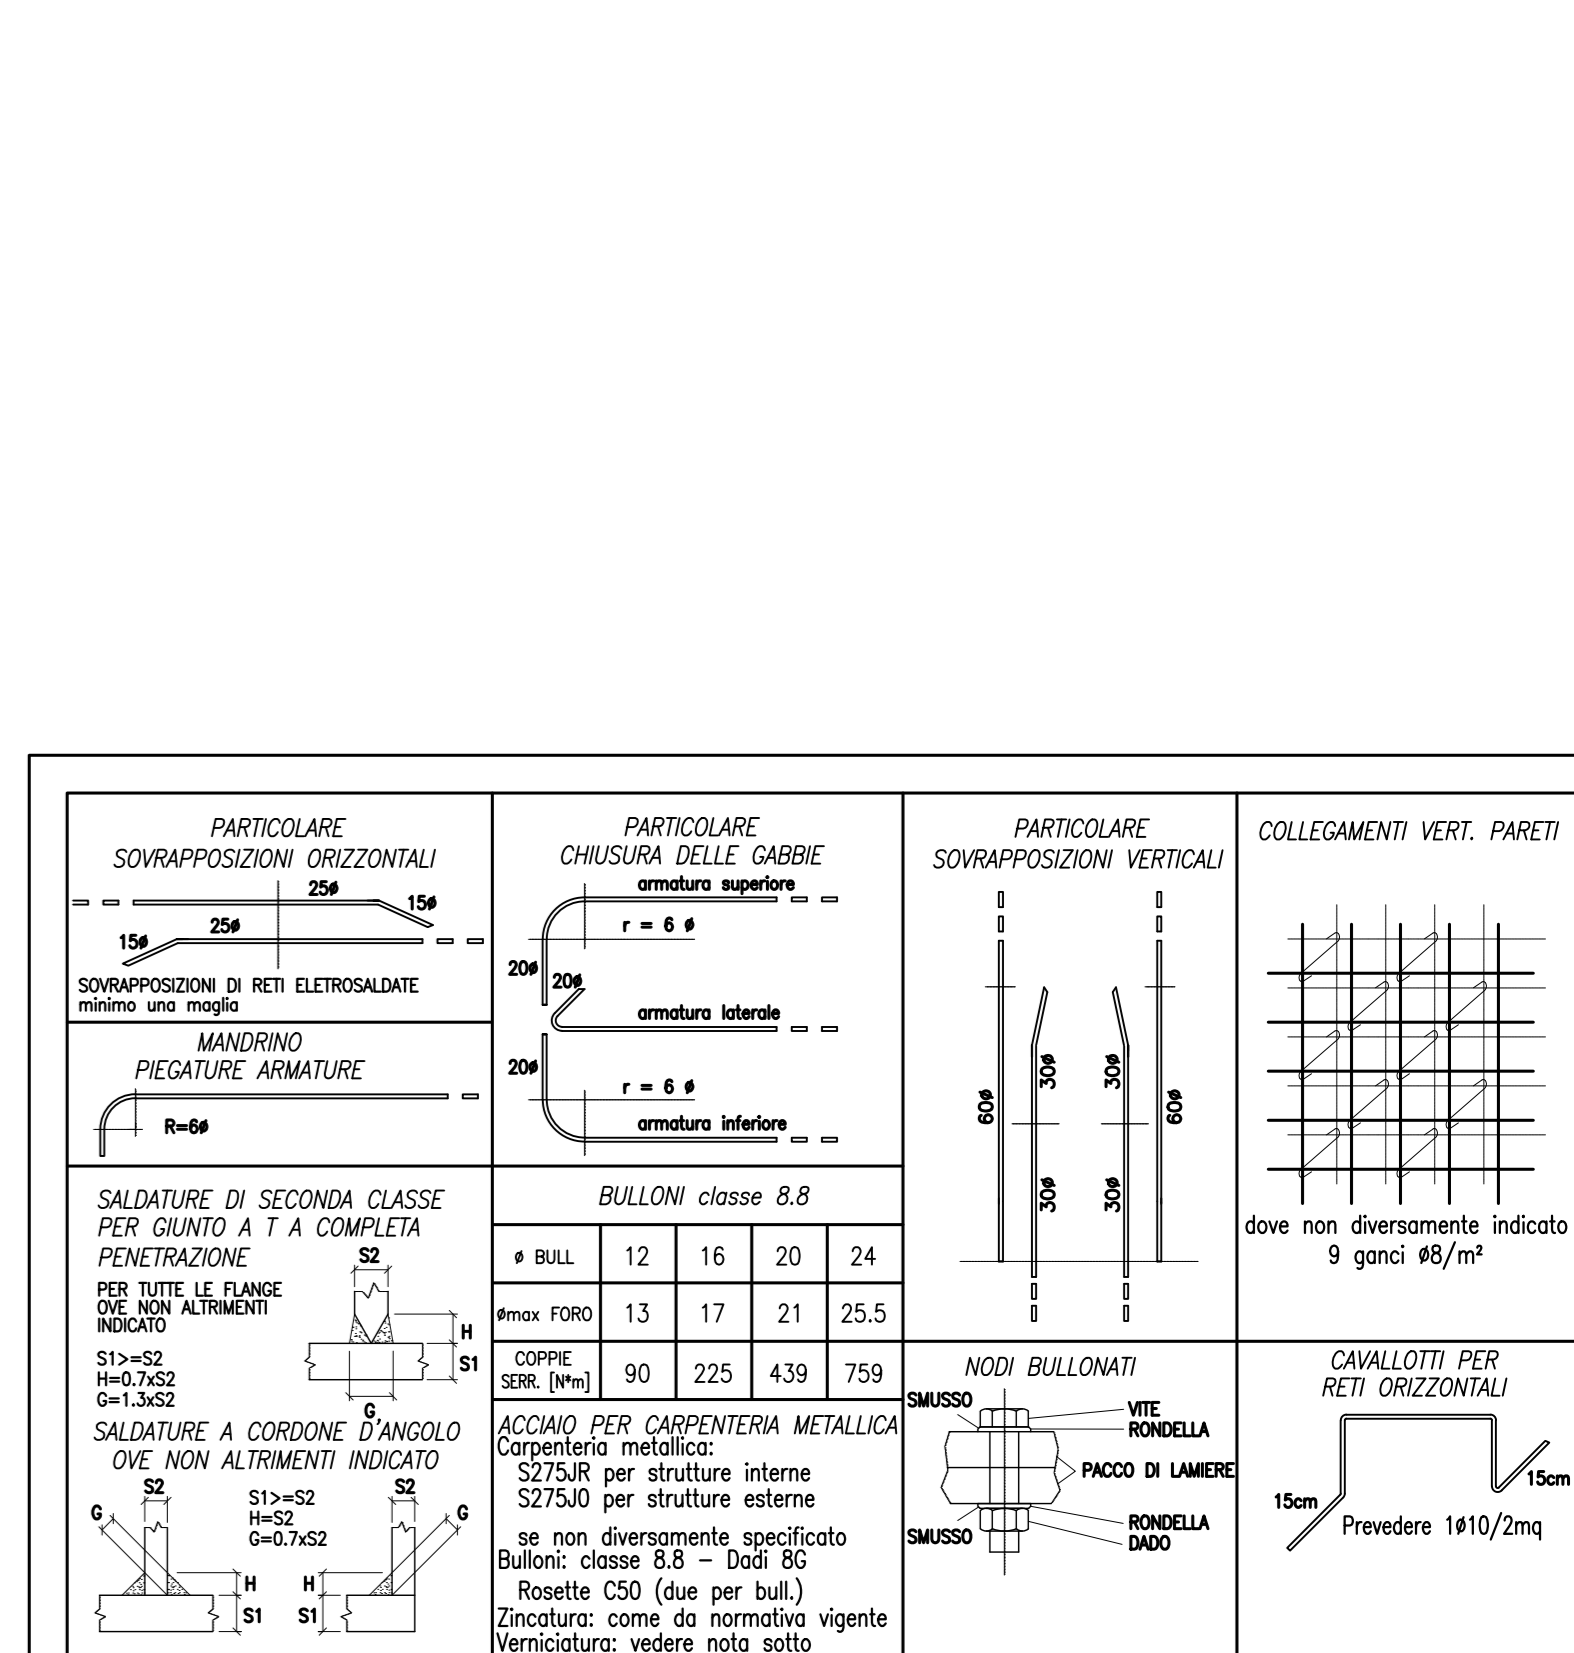 PARTICOLARE
SOVRAPPOSIZIONI ORIZZONTALI
25ø
15ø
25ø
15ø
SOVRAPPOSIZIONI DI RETI ELETROSALDATE
minimo una maglia
MANDRINO
PIEGATURE ARMATURE
R=6ø
PARTICOLARE
CHIUSURA DELLE GABBIE
armatura superiore
r = 6 ø
20ø
20ø
armatura laterale
20ø
r = 6 ø
armatura inferiore
PARTICOLARE
SOVRAPPOSIZIONI VERTICALI
60ø
30ø
30ø
30ø
30ø
60ø
COLLEGAMENTI VERT. PARETI
dove non diversamente indicato
9 ganci ø8/m²
SALDATURE DI SECONDA CLASSE
PER GIUNTO A T A COMPLETA
PENETRAZIONE
PER TUTTE LE FLANGE
OVE NON ALTRIMENTI
INDICATO
S1>=S2
H=0.7xS2
G=1.3xS2
S2
H
S1
G,
SALDATURE A CORDONE D'ANGOLO
OVE NON ALTRIMENTI INDICATO
S2
G
S1>=S2
H=S2
G=0.7xS2
S2
G
H
S1
H
S1
BULLONI classe 8.8
ø BULL 12 16 20 24
ømax FORO 13 17 21 25.5
COPPIE
SERR. [N*m] 90 225 439 759
ACCIAIO PER CARPENTERIA METALLICA
Carpenteria metallica:
S275JR per strutture interne
S275J0 per strutture esterne
se non diversamente specificato
Bulloni: classe 8.8 – Dadi 8G
Rosette C50 (due per bull.)
Zincatura: come da normativa vigente
Verniciatura: vedere nota sotto
NODI BULLONATI
SMUSSO
VITE
RONDELLA
PACCO DI LAMIERE
SMUSSO
RONDELLA
DADO
CAVALLOTTI PER
RETI ORIZZONTALI
15cm
15cm
Prevedere 1ø10/2mq